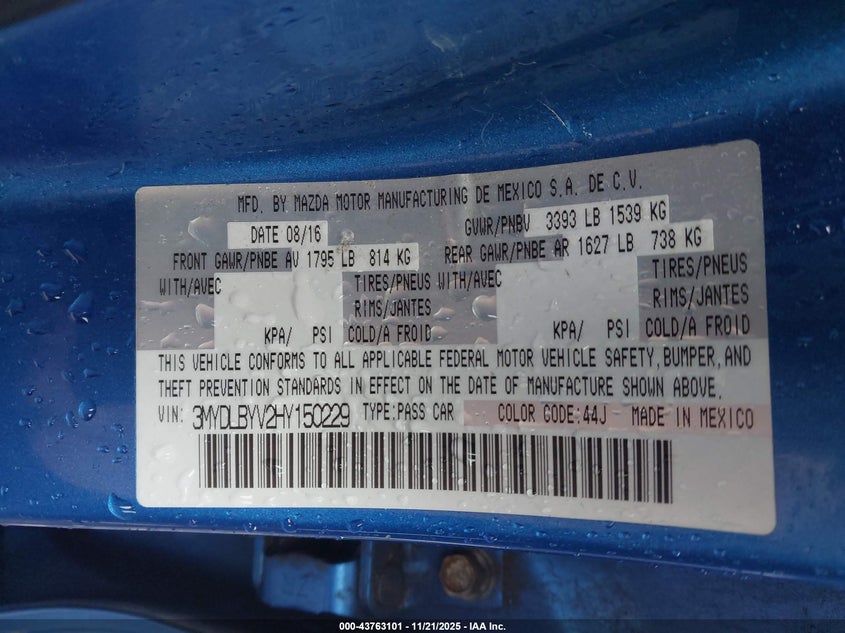 MFD. BY MAZDA MOTOR MANUFACTURING DE MEXICO S.A. DE C.V.
DATE 08/16 GVWR/PNBV 3393 LB 1539 KG
FRONT GAWR/PNBE AV 1795 LB 814 KG REAR GAWR/PNBE AR 1627 LB 738 KG
WITH/AVEC TIRES/PNEUS WITH/AVEC TIRES/PNEUS
RIMS/JANTES RIMS/JANTES
KPA/ PSI COLD/A FROID KPA/ PSI COLD/A FROID
THIS VEHICLE CONFORMS TO ALL APPLICABLE FEDERAL MOTOR VEHICLE SAFETY, BUMPER, AND
THEFT PREVENTION STANDARDS IN EFFECT ON THE DATE OF MANUFACTURE SHOWN ABOVE.
VIN: 3MYDLBYV2HY150229 TYPE:PASS CAR COLOR CODE:44J MADE IN MEXICO
000-43763101 - 11/21/2025 - IAA Inc.